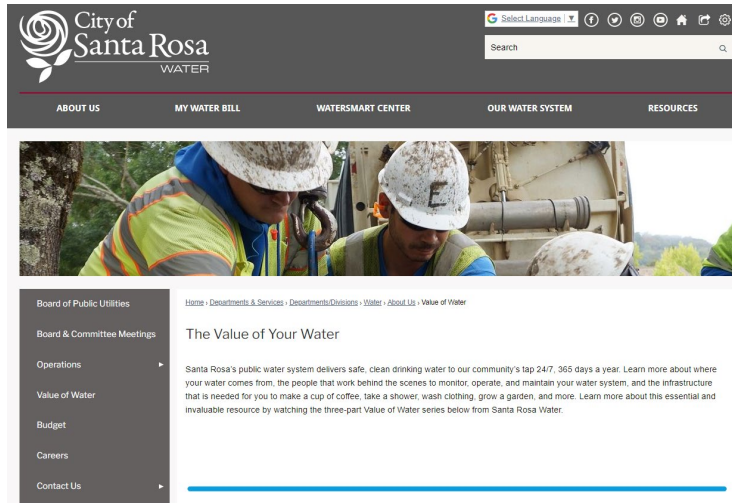 City of
Santa Rosa
WATER
Select Language ▼
Search
ABOUT US
MY WATER BILL
WATERSMART CENTER
OUR WATER SYSTEM
RESOURCES
E
Board of Public Utilities
Board & Committee Meetings
Operations
Value of Water
Budget
Careers
Contact Us
Home › Departments & Services › Departments/Divisions › Water › About Us › Value of Water
The Value of Your Water
Santa Rosa's public water system delivers safe, clean drinking water to our community's tap 24/7, 365 days a year. Learn more about where
your water comes from, the people that work behind the scenes to monitor, operate, and maintain your water system, and the infrastructure
that is needed for you to make a cup of coffee, take a shower, wash clothing, grow a garden, and more. Learn more about this essential and
invaluable resource by watching the three-part Value of Water series below from Santa Rosa Water.